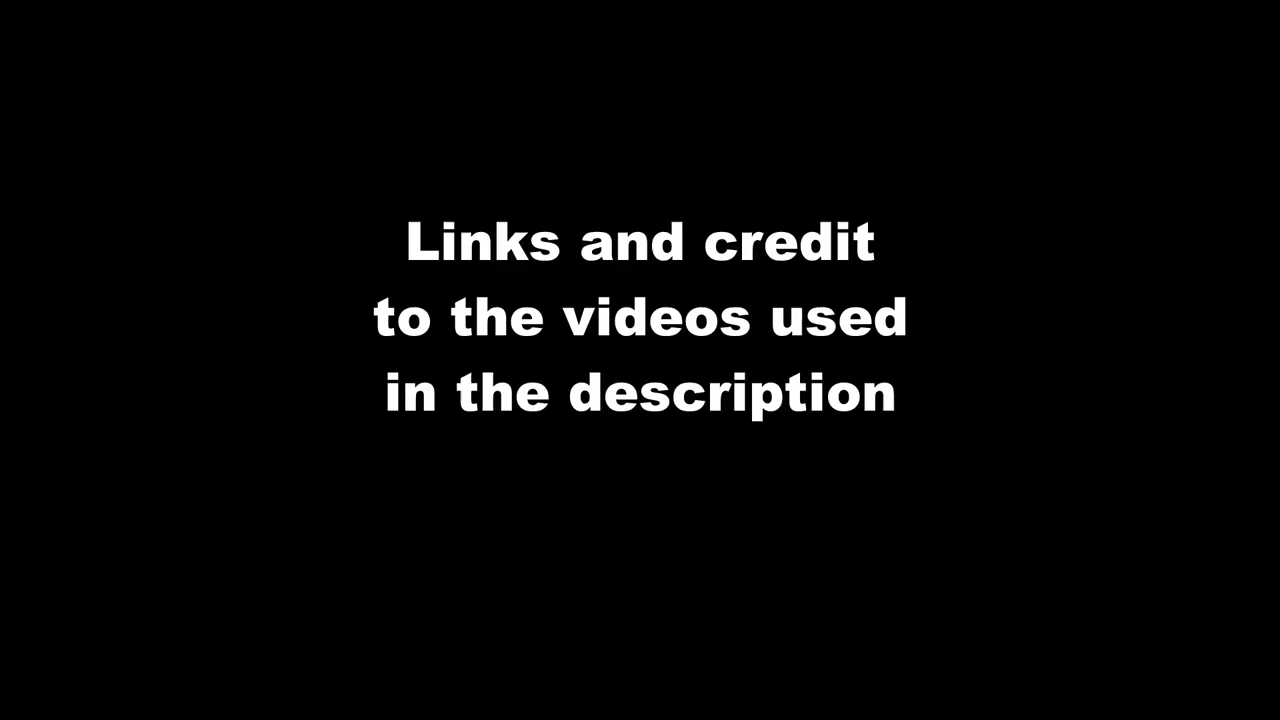 Links and credit
to the videos used
in the description